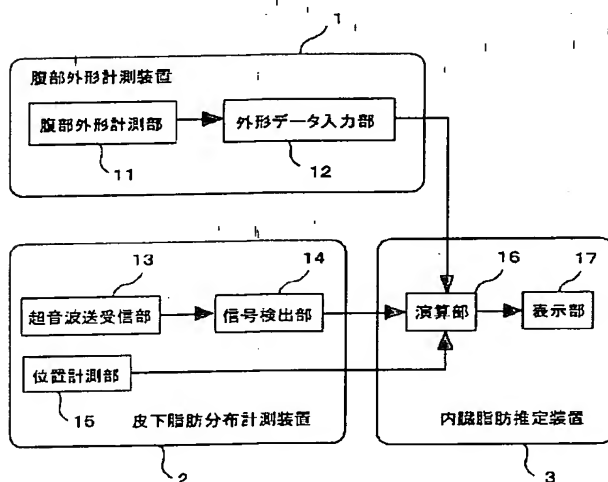 1
腹部外形計測装置
腹部外形計測部
外形データ入力部
11
12
13
14
16
17
超音波送受信部
信号検出部
演算部
表示部
位置計測部
15
皮下脂肪分布計測装置
内臓脂肪推定装置
2
3